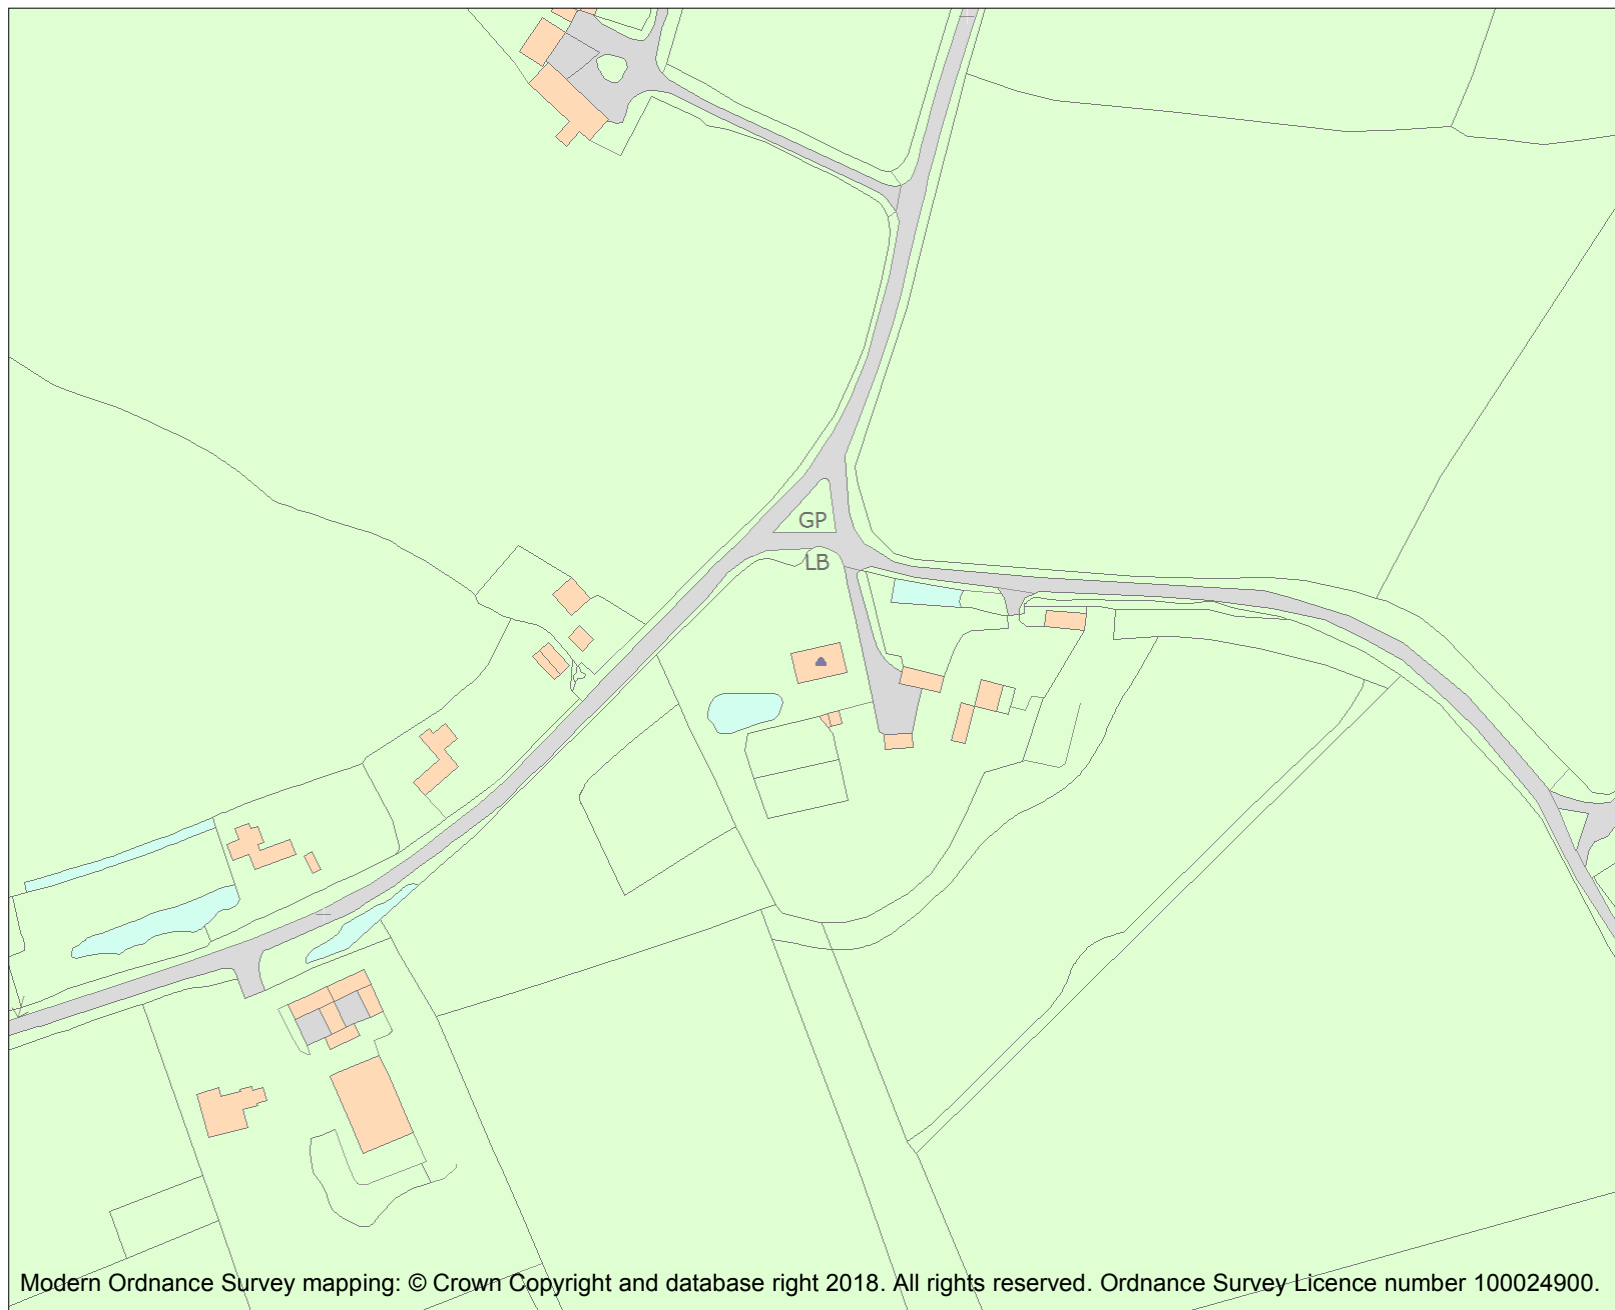 GP
LB
Modern Ordnance Survey mapping: © Crown Copyright and database right 2018. All rights reserved. Ordnance Survey Licence number 100024900.